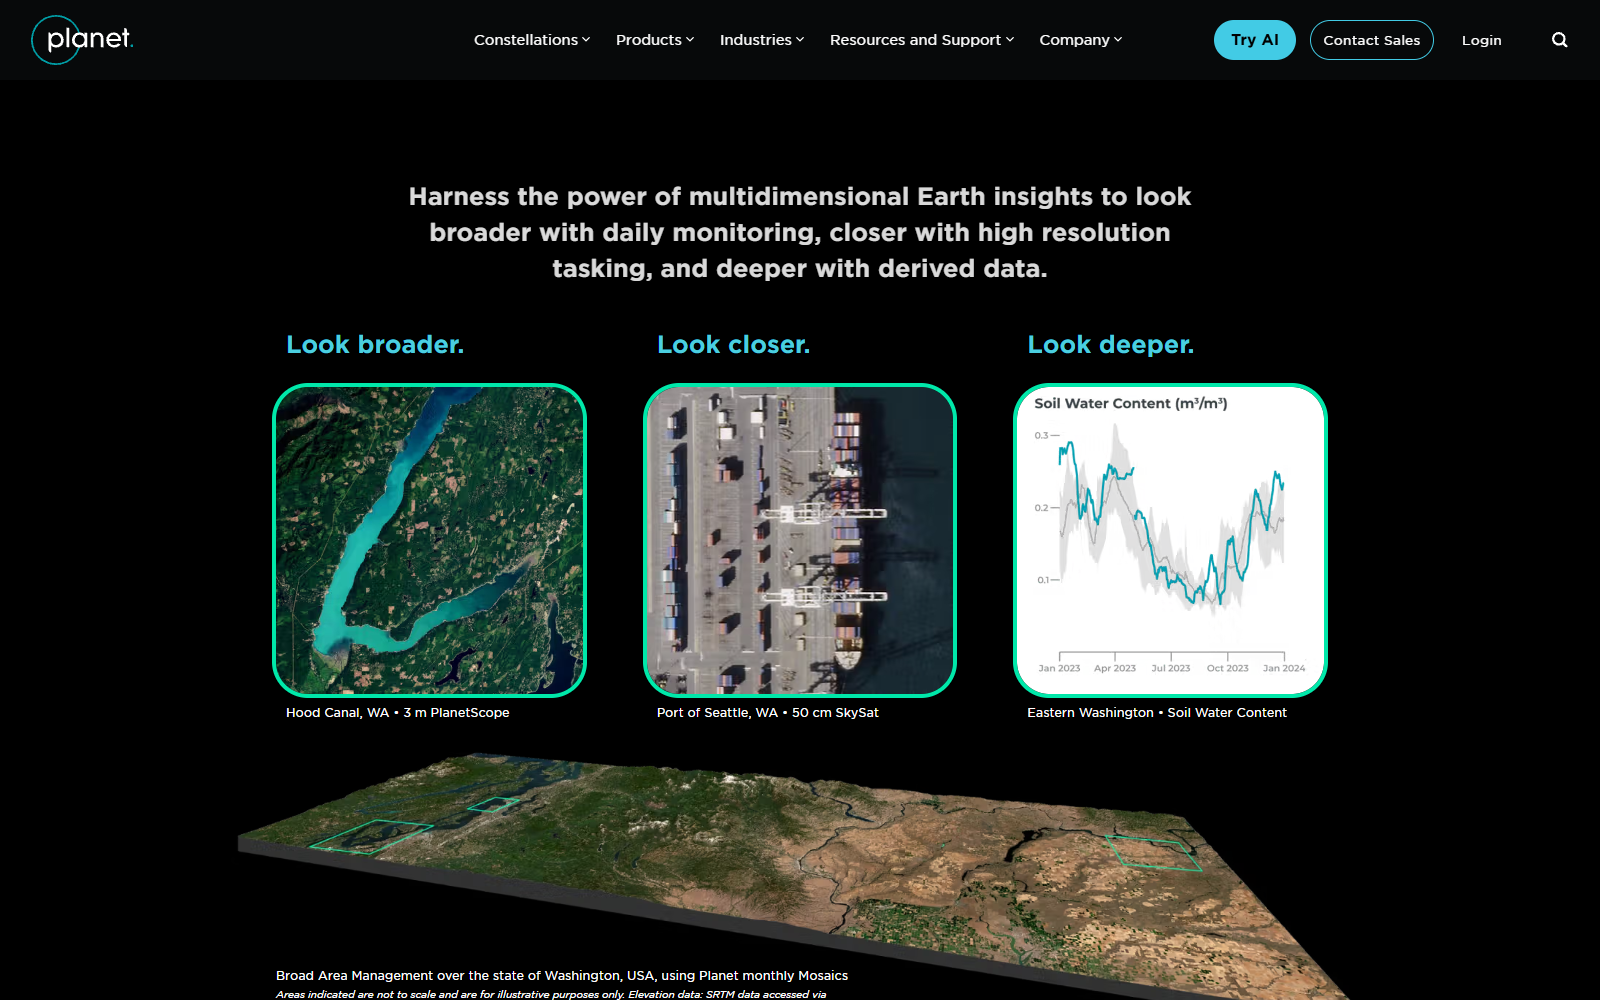 planet.
Constellations
Products
Industries
Resources and Support
Company
Try AI
Contact Sales
Login
Harness the power of multidimensional Earth insights to look
broader with daily monitoring, closer with high resolution
tasking, and deeper with derived data.
Look broader.
Look closer.
Look deeper.
Soil Water Content (m³/m³)
0.3
0.2
0.1
Jan 2023
Apr 2023
Jul 2023
Oct 2023
Jan 2024
Hood Canal, WA • 3 m PlanetScope
Port of Seattle, WA • 50 cm SkySat
Eastern Washington • Soil Water Content
Broad Area Management over the state of Washington, USA, using Planet monthly Mosaics
Areas indicated are not to scale and are for illustrative purposes only. Elevation data: SRTM data accessed via